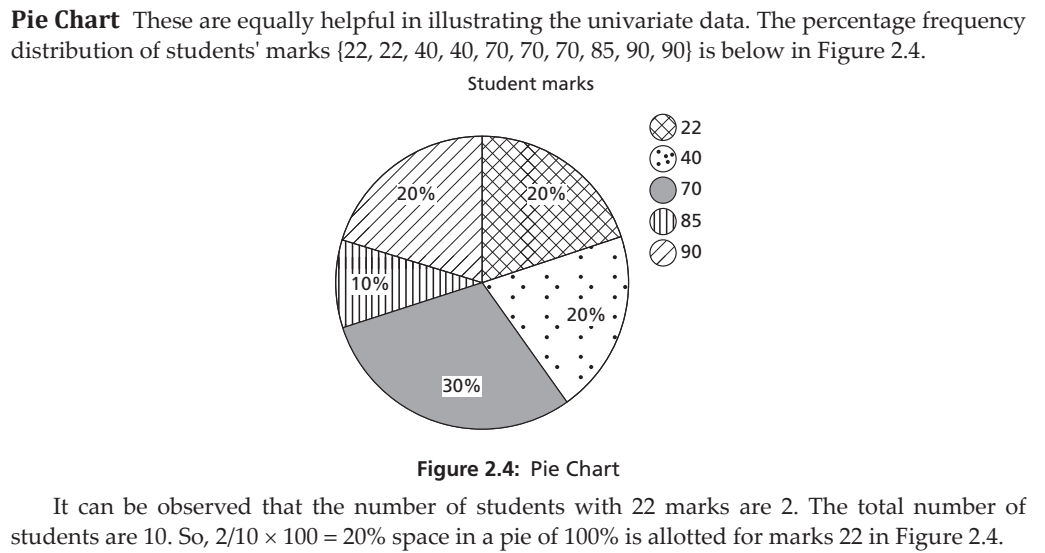 Pie Chart These are equally helpful in illustrating the univariate data. The percentage frequency
distribution of students' marks {22, 22, 40, 40, 70, 70, 70, 85, 90, 90} is below in Figure 2.4.
Student marks
22
40
70
85
90
20%
20%
10%
20%
30%
Figure 2.4: Pie Chart
It can be observed that the number of students with 22 marks are 2. The total number of
students are 10. So, 2/10 × 100 = 20% space in a pie of 100% is allotted for marks 22 in Figure 2.4.